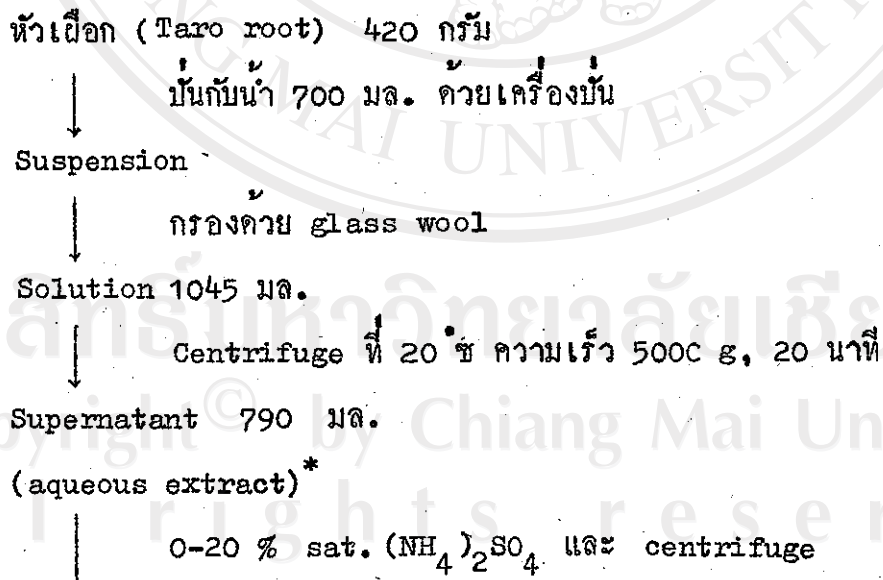 หัวเผือก (Taro root) 420 กรัม
ปั่นกับน้ำ 700 มล. ด้วยเครื่องปั่น
Suspension
กรองด้วย glass wool
Solution 1045 มล.
Centrifuge ที่ 20°ซ ความเร็ว 500C g, 20 นาที
Supernatant 790 มล.
(aqueous extract)*
0-20 % sat. (NH4)2SO4 และ centrifuge